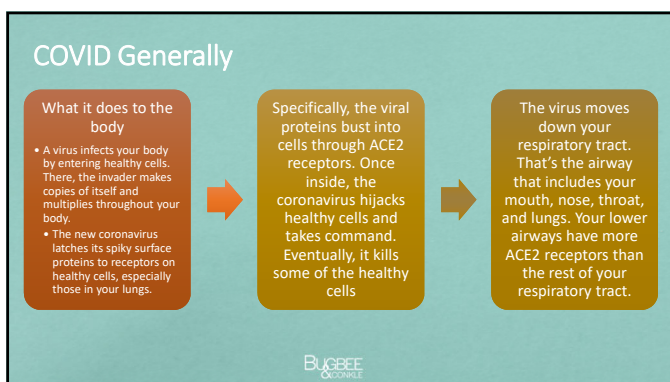 COVID Generally
What it does to the
body
• A virus infects your body
by entering healthy cells.
There, the invader makes
copies of itself and
multiplies throughout your
body.
• The new coronavirus
latches its spiky surface
proteins to receptors on
healthy cells, especially
those in your lungs.
Specifically, the viral
proteins bust into
cells through ACE2
receptors. Once
inside, the
coronavirus hijacks
healthy cells and
takes command.
Eventually, it kills
some of the healthy
cells
The virus moves
down your
respiratory tract.
That's the airway
that includes your
mouth, nose, throat,
and lungs. Your lower
airways have more
ACE2 receptors than
the rest of your
respiratory tract.
BUGBEE
& CONKLE